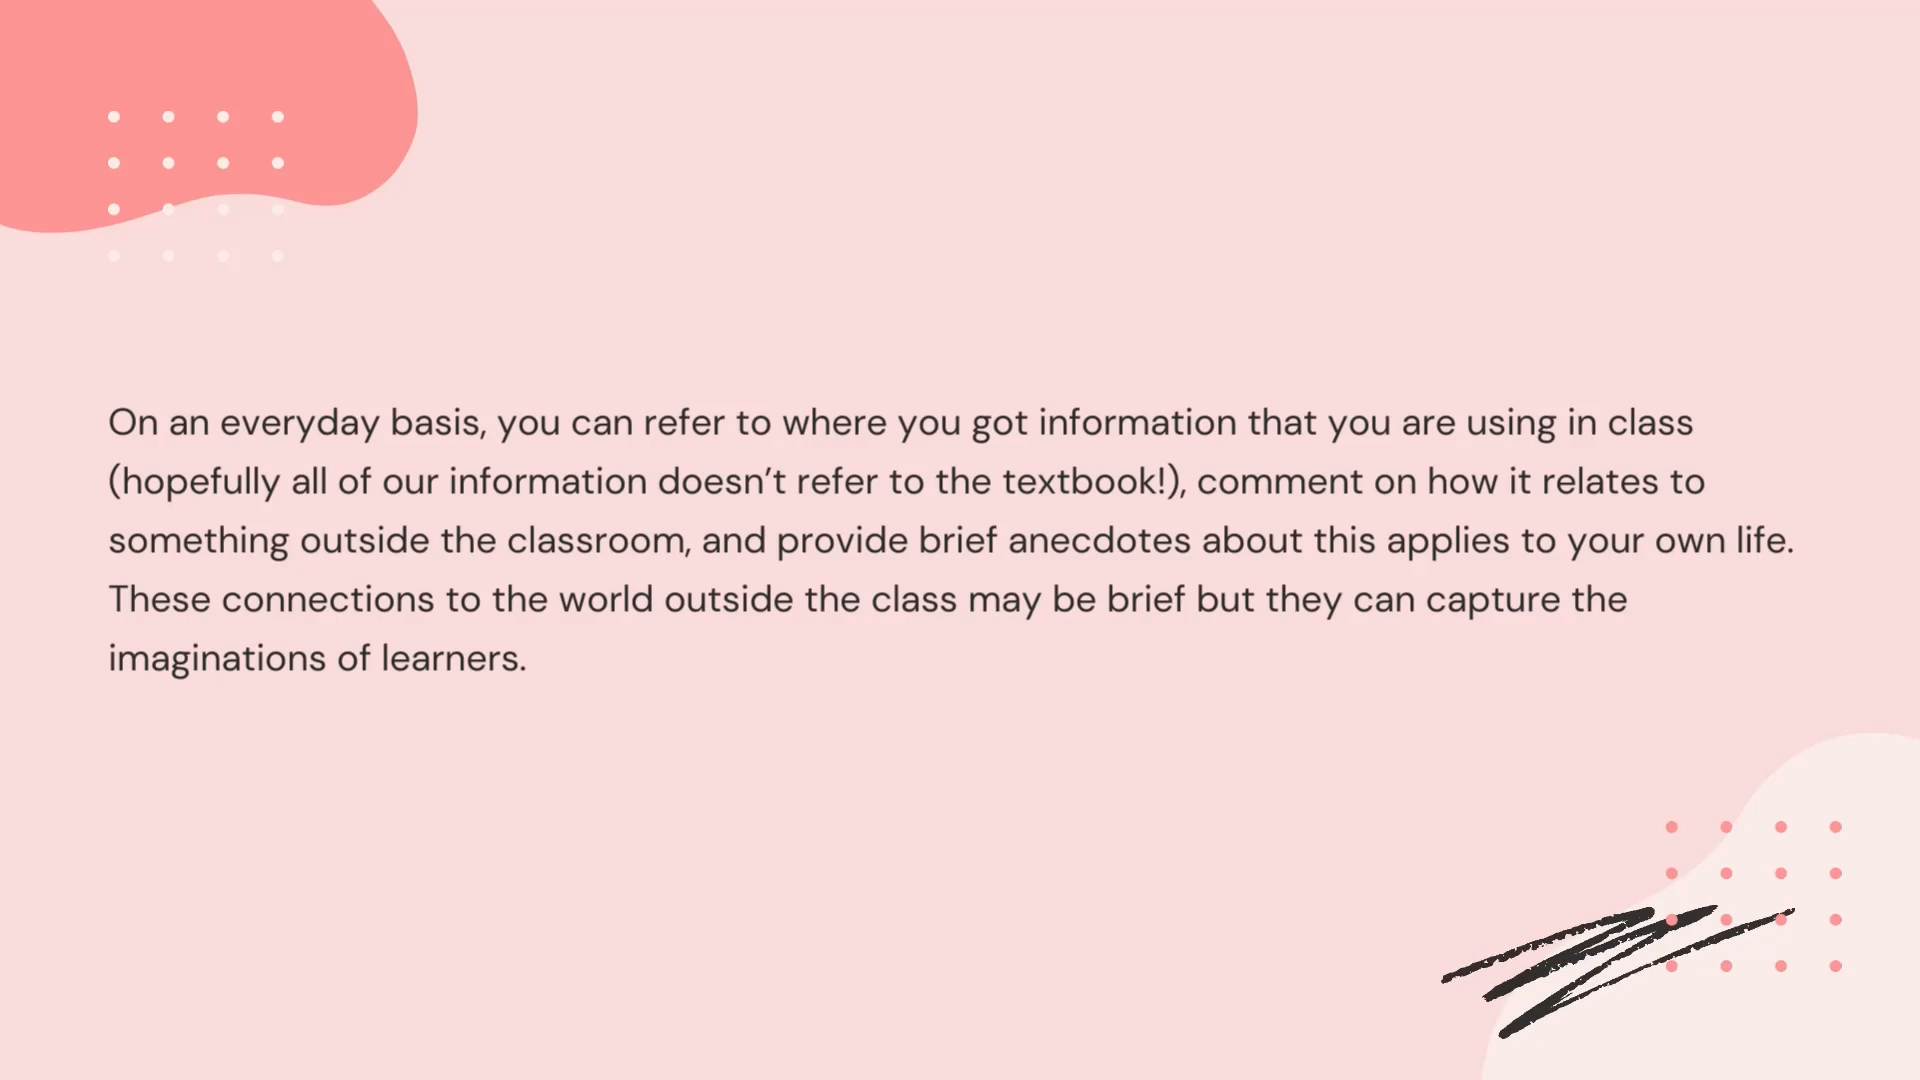 On an everyday basis, you can refer to where you got information that you are using in class
(hopefully all of our information doesn’t refer to the textbook!), comment on how it relates to
something outside the classroom, and provide brief anecdotes about this applies to your own life.
These connections to the world outside the class may be brief but they can capture the
imaginations of learners.